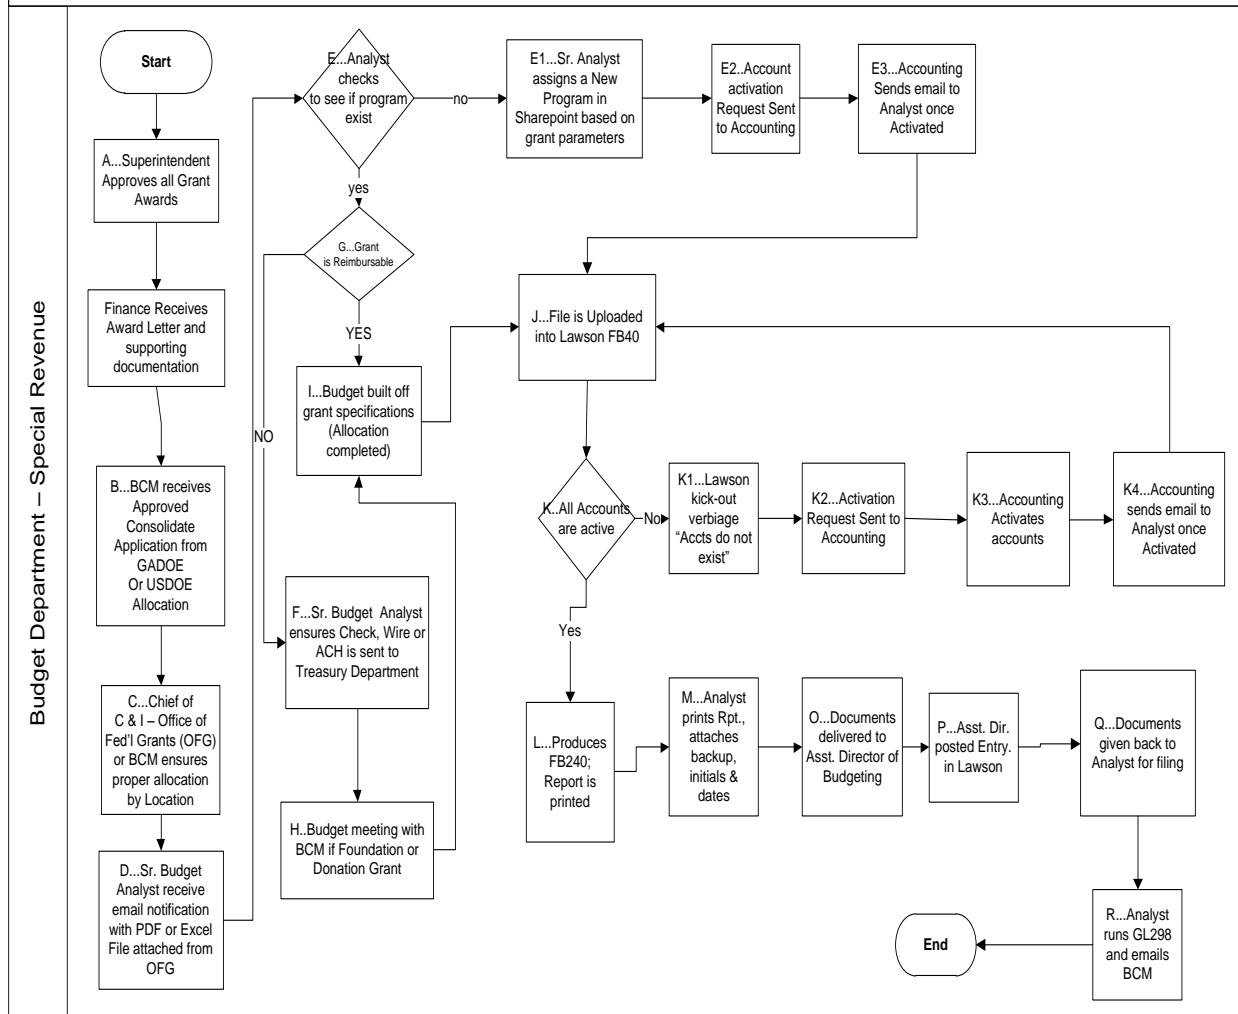 Budget Department – Special Revenue
Start
A...Superintendent
Approves all Grant
Awards
Finance Receives
Award Letter and
supporting
documentation
B...BCM receives
Approved
Consolidate
Application from
GADOE
Or USDOE
Allocation
C...Chief of
C & I – Office of
Fed'l Grants (OFG)
or BCM ensures
proper allocation
by Location
D...Sr. Budget
Analyst receive
email notification
with PDF or Excel
File attached from
OFG
E...Analyst
checks
to see if program
exist
no
yes
E1...Sr. Analyst
assigns a New
Program in
Sharepoint based on
grant parameters
E2..Account
activation
Request Sent
to Accounting
E3...Accounting
Sends email to
Analyst once
Activated
G...Grant
is Reimbursable
YES
NO
I...Budget built off
grant specifications
(Allocation
completed)
F...Sr. Budget Analyst
ensures Check, Wire or
ACH is sent to
Treasury Department
H..Budget meeting with
BCM if Foundation or
Donation Grant
J...File is Uploaded
into Lawson FB40
K..All Accounts
are active
No
Yes
K1...Lawson
kick-out
verbiage
“Accts do not
exist”
K2...Activation
Request Sent to
Accounting
K3...Accounting
Activates
accounts
K4...Accounting
sends email to
Analyst once
Activated
L...Produces
FB240;
Report is
printed
M...Analyst
prints Rpt.,
attaches
backup,
initials &
dates
O...Documents
delivered to
Asst. Director of
Budgeting
P...Asst. Dir.
posted Entry.
in Lawson
Q...Documents
given back to
Analyst for filing
R...Analyst
runs GL298
and emails
BCM
End